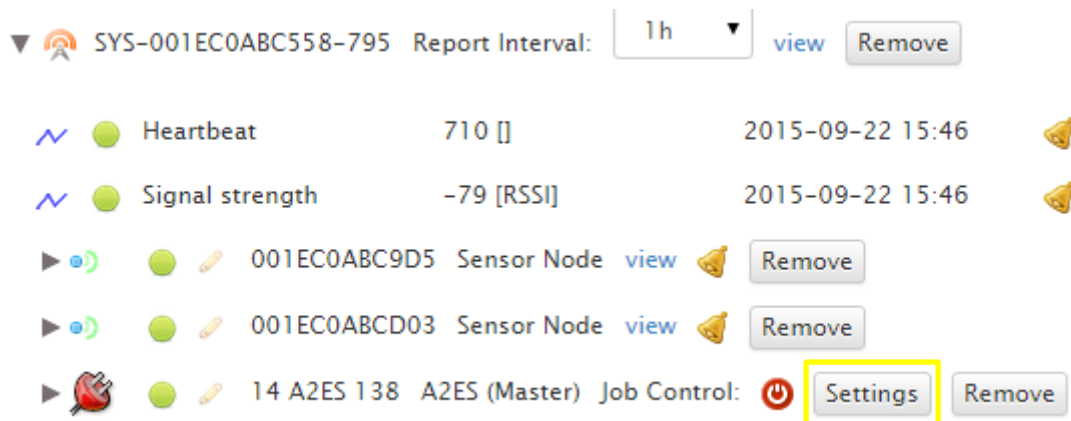 SYS-001EC0ABC558-795 Report Interval: 1h view Remove
Heartbeat 710 [] 2015-09-22 15:46
Signal strength -79 [RSSI] 2015-09-22 15:46
001EC0ABC9D5 Sensor Node view Remove
001EC0ABCD03 Sensor Node view Remove
14 A2ES 138 A2ES (Master) Job Control: Settings Remove